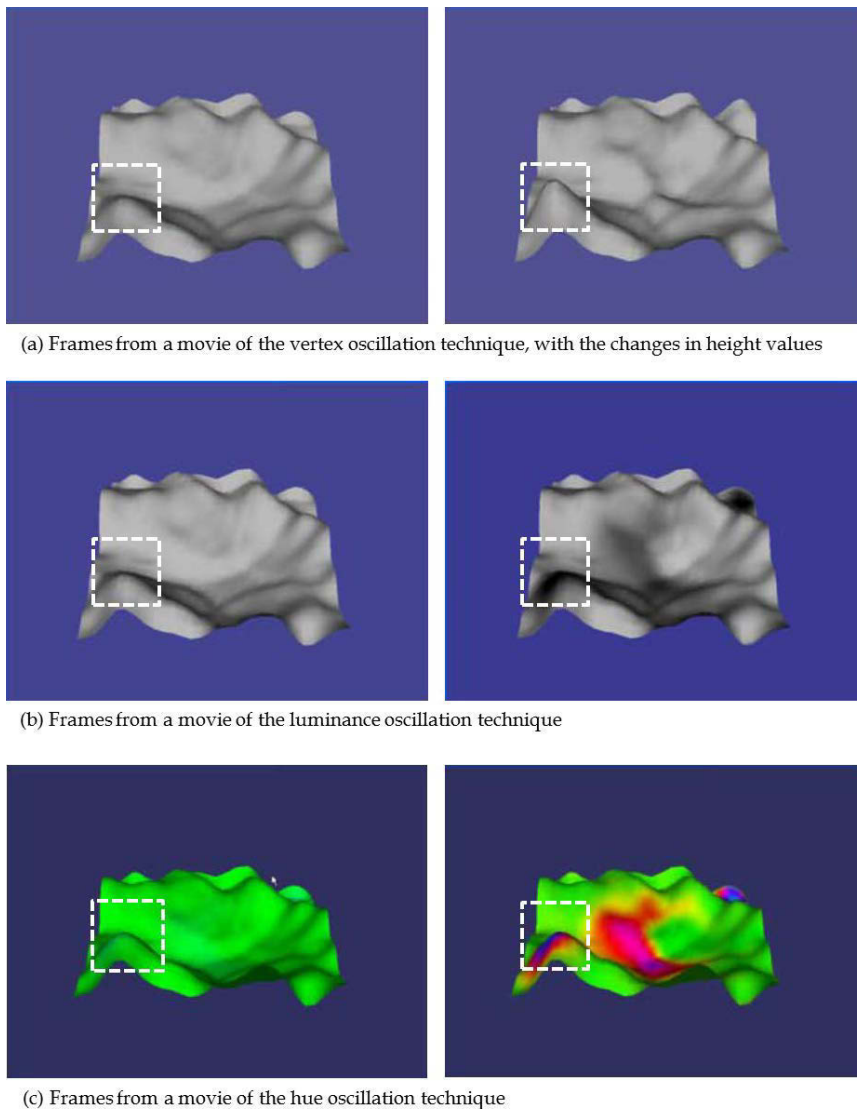 (a) Frames from a movie of the vertex oscillation technique, with the changes in height values
(b) Frames from a movie of the luminance oscillation technique
(c) Frames from a movie of the hue oscillation technique